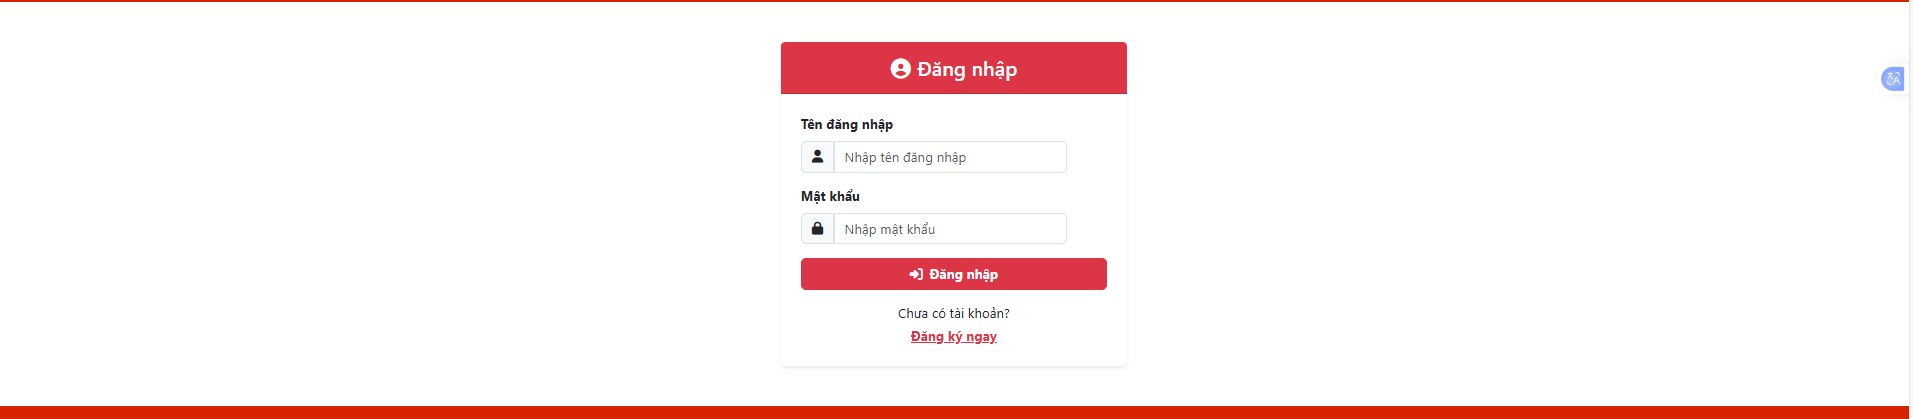 Đăng nhập
Tên đăng nhập
Nhập tên đăng nhập
Mật khẩu
Nhập mật khẩu
Đăng nhập
Chưa có tài khoản?
Đăng ký ngay